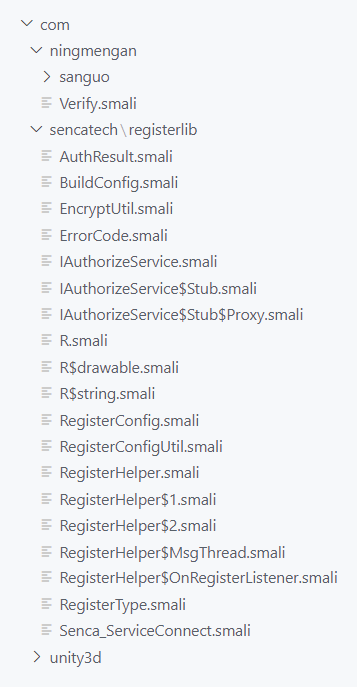 com
ningmengan
sanguo
Verify.smali
sencatech\registerlib
AuthResult.smali
BuildConfig.smali
EncryptUtil.smali
ErrorCode.smali
IAuthorizeService.smali
IAuthorizeService$Stub.smali
IAuthorizeService$Stub$Proxy.smali
R.smali
R$drawable.smali
R$string.smali
RegisterConfig.smali
RegisterConfigUtil.smali
RegisterHelper.smali
RegisterHelper$1.smali
RegisterHelper$2.smali
RegisterHelper$MsgThread.smali
RegisterHelper$OnRegisterListener.smali
RegisterType.smali
Senca_ServiceConnect.smali
unity3d